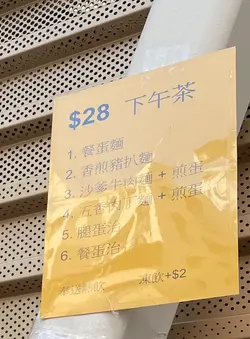 $28 下午茶
1. 餐蛋麵
2. 香煎豬扒麵
3. 沙爹牛肉麵 + 煎蛋
4. 五香肉丁麵 + 煎蛋
5. 腿蛋治
6. 餐蛋治
凍飲+$2